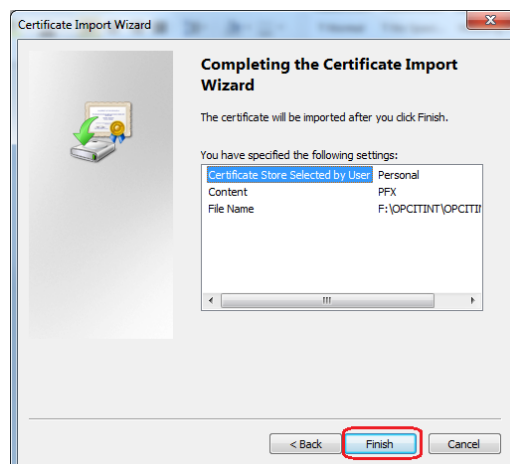 Certificate Import Wizard
Completing the Certificate Import
Wizard
The certificate will be imported after you click Finish.
You have specified the following settings:
Certificate Store Selected by User Personal
Content PFX
File Name F:\OPCITINT\OPCITI
< Back Finish Cancel